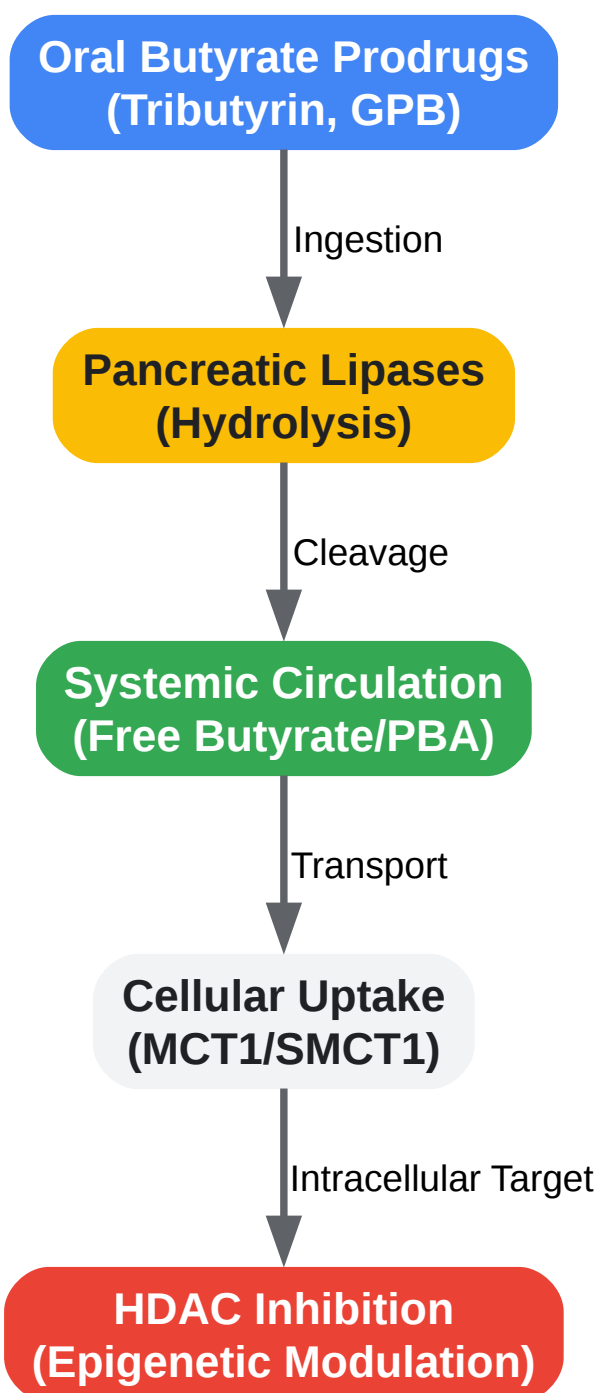 Oral Butyrate Prodrugs
(Tributyrin, GPB)
Ingestion
Pancreatic Lipases
(Hydrolysis)
Cleavage
Systemic Circulation
(Free Butyrate/PBA)
Transport
Cellular Uptake
(MCT1/SMCT1)
Intracellular Target
HDAC Inhibition
(Epigenetic Modulation)